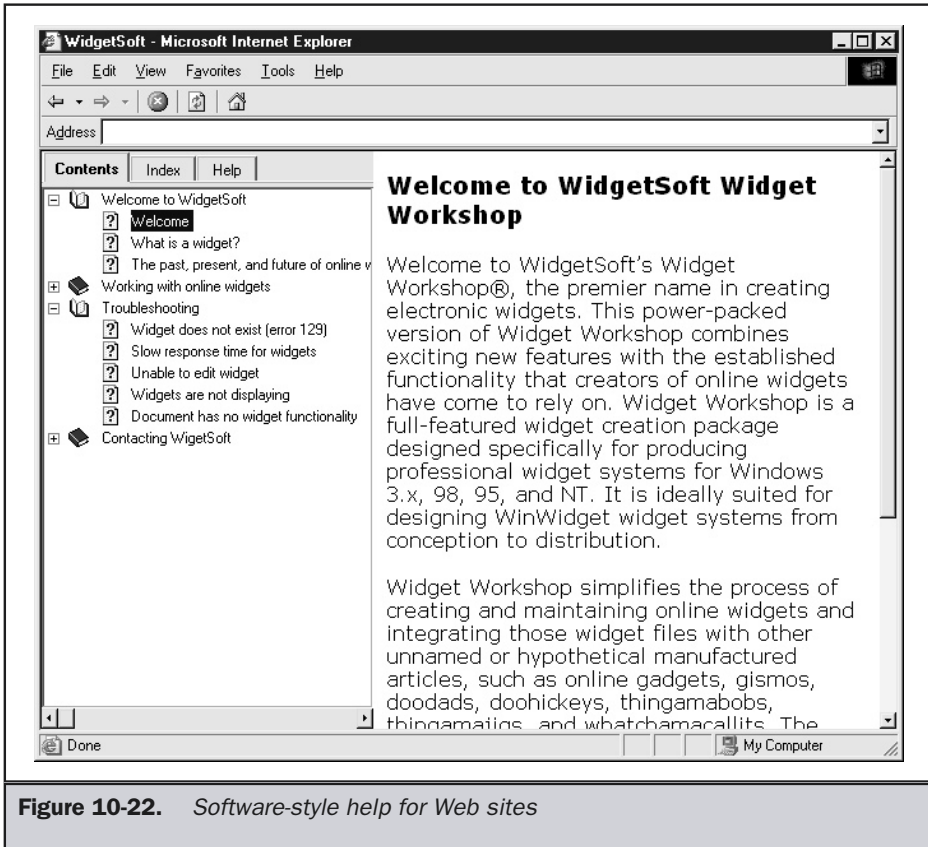 WidgetSoft - Microsoft Internet Explorer
File Edit View Favorites Tools Help
Address
Contents Index Help
Welcome to WidgetSoft
Welcome
What is a widget?
The past, present, and future of online w
Working with online widgets
Troubleshooting
Widget does not exist (error 129)
Slow response time for widgets
Unable to edit widget
Widgets are not displaying
Document has no widget functionality
Contacting WigetSoft
Welcome to WidgetSoft Widget
Workshop
Welcome to WidgetSoft's Widget
Workshop®, the premier name in creating
electronic widgets. This power-packed
version of Widget Workshop combines
exciting new features with the established
functionality that creators of online widgets
have come to rely on. Widget Workshop is a
full-featured widget creation package
designed specifically for producing
professional widget systems for Windows
3.x, 98, 95, and NT. It is ideally suited for
designing WinWidget widget systems from
conception to distribution.
Widget Workshop simplifies the process of
creating and maintaining online widgets and
integrating those widget files with other
unnamed or hypothetical manufactured
articles, such as online gadgets, gismos,
doodads, doohickeys, thingamabobs,
thingamajigs, and whatchamacallits. The
Done
My Computer
Figure 10-22. Software-style help for Web sites